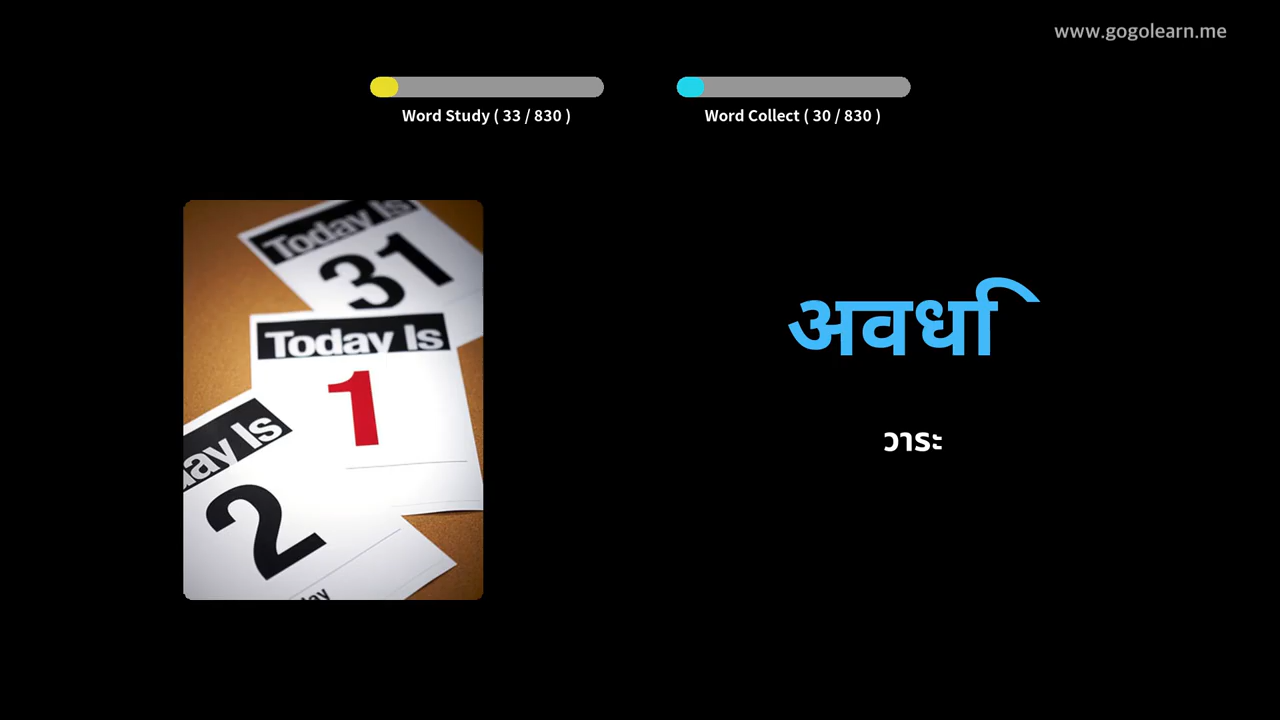 www.gogolearn.me
Word Study ( 33 / 830 )
Word Collect ( 30 / 830 )
Today Is
31
Today Is
1
day Is
2
अवधि
วาระ